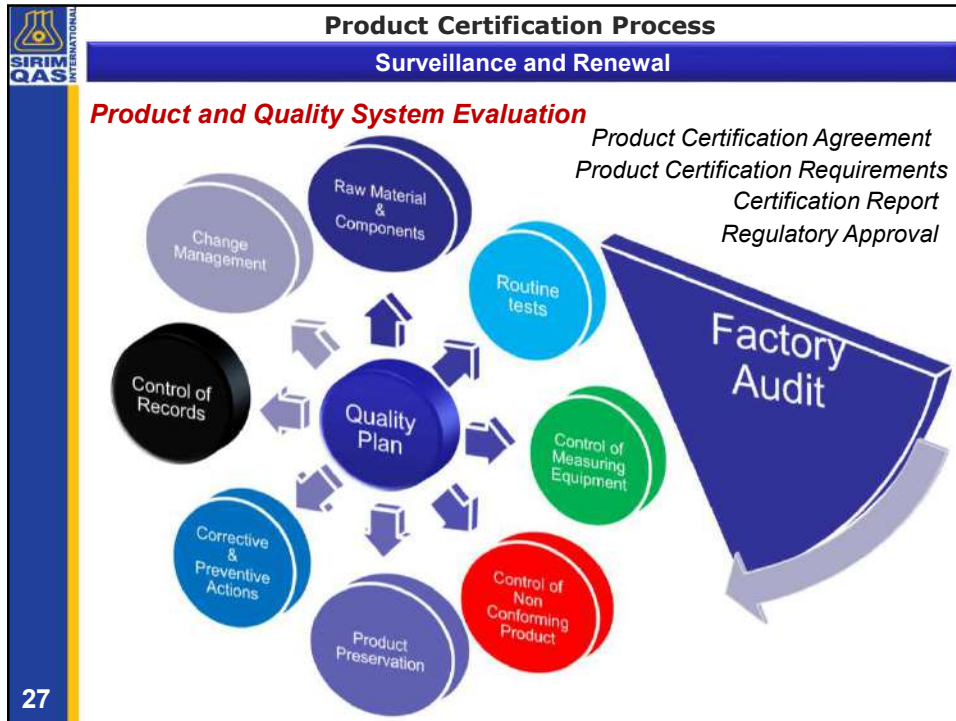 Product Certification Process
SIRIM
QAS
INTERNATIONAL
Surveillance and Renewal
Product and Quality System Evaluation
Product Certification Agreement
Product Certification Requirements
Certification Report
Regulatory Approval
Raw Material
&
Components
Change
Management
Routine
tests
Factory
Audit
Control of
Records
Quality
Plan
Control of
Measuring
Equipment
Corrective
&
Preventive
Actions
Control of
Non
Conforming
Product
Product
Preservation
27